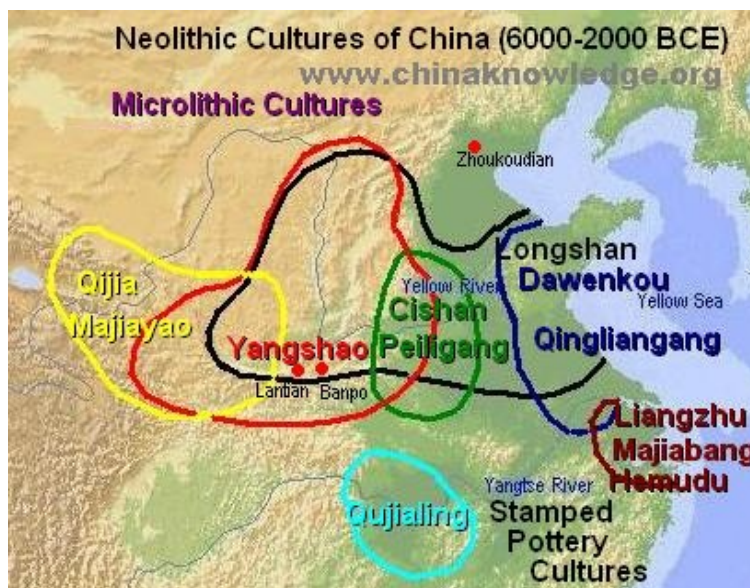 Neolithic Cultures of China (6000-2000 BCE)
www.chinaknowledge.org
Microlithic Cultures
Zhoukoudian
Longshan
Qijia
Yellow River
Dawenkou
Yellow Sea
Majiayao
Cishan
Yangshao
Peiligang
Qingliangang
Lantian
Banpo
Liangzhu
Majiabang
Hemudu
Yangtse River
Qujialing
Stamped
Pottery
Cultures